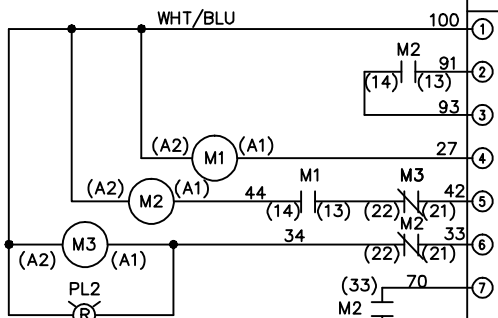 WHT/BLU 100 1
M2 91 2
(14) (13)
93 3
(A2) M1 (A1) 27 4
M1 M3
(A2) M2 (A1) 44 42 5
(14) (13) (22) (21)
M2
M3 34 33 6
(A2) (A1) (22) (21)
PL2 (33) 70 7
R M2